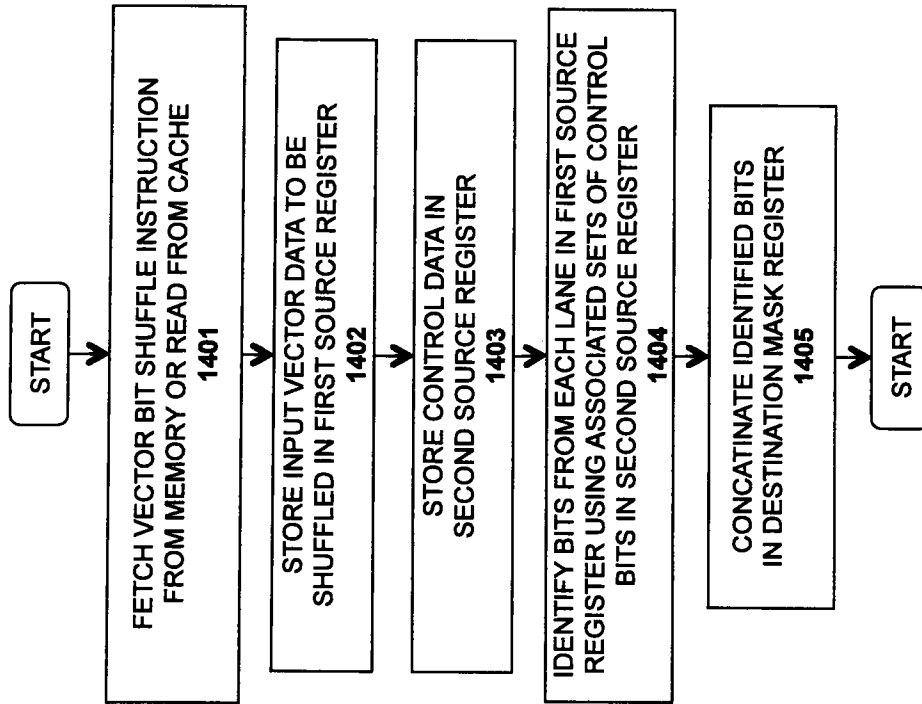 START
FETCH VECTOR BIT SHUFFLE INSTRUCTION
FROM MEMORY OR READ FROM CACHE
1401
STORE INPUT VECTOR DATA TO BE
SHUFFLED IN FIRST SOURCE REGISTER
1402
STORE CONTROL DATA IN
SECOND SOURCE REGISTER
1403
IDENTIFY BITS FROM EACH LANE IN FIRST SOURCE
REGISTER USING ASSOCIATED SETS OF CONTROL
BITS IN SECOND SOURCE REGISTER
1404
CONCATINATE IDENTIFIED BITS
IN DESTINATION MASK REGISTER
1405
START